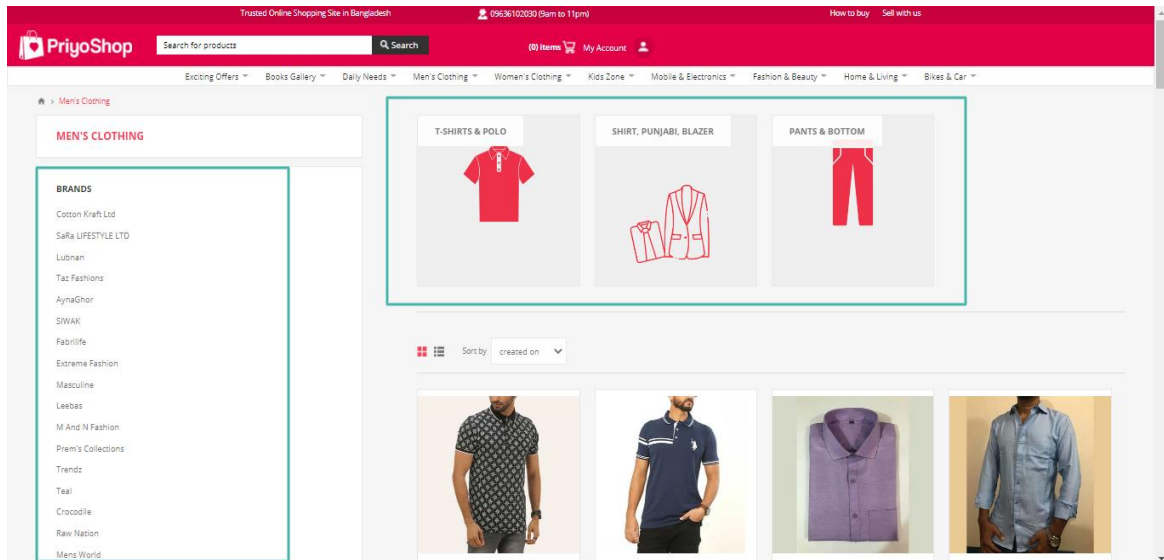 Trusted Online Shopping Site in Bangladesh
09636102030 (9am to 11pm)
How to buy
Sell with us
PriyoShop
Search for products
Search
(0) items
My Account
Exciting Offers
Books Gallery
Daily Needs
Men's Clothing
Women's Clothing
Kids Zone
Mobile & Electronics
Fashion & Beauty
Home & Living
Bikes & Car
> Men's Clothing
MEN'S CLOTHING
BRANDS
Cotton Kraft Ltd
SaRa LIFESTYLE LTD
Lubnan
Taz Fashions
AynaGhor
SIWAK
Fabrilife
Extreme Fashion
Masculine
Leebas
M And N Fashion
Prem's Collections
Trendz
Teal
Crocodile
Raw Nation
Mens World
T-SHIRTS & POLO
SHIRT, PUNJABI, BLAZER
PANTS & BOTTOM
Sort by
created on